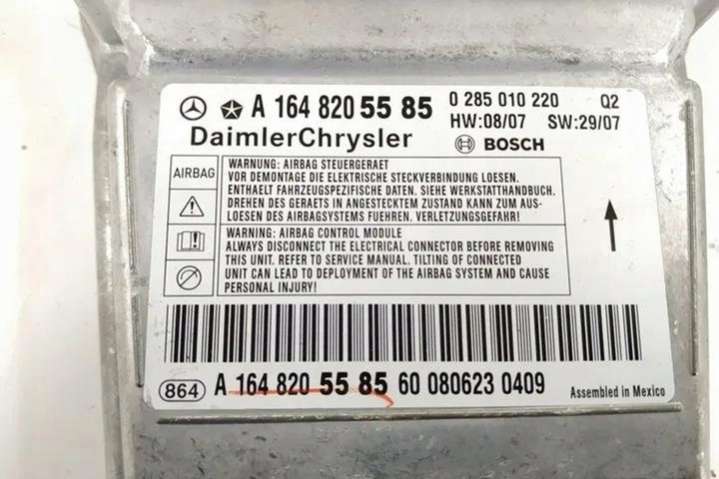 A 164 820 55 85 0 285 010 220 Q2
HW:08/07 SW:29/07
DaimlerChrysler BOSCH
AIRBAG
WARNUNG: AIRBAG STEUERGERAET
VOR DEMONTAGE DIE ELEKTRISCHE STECKVERBINDUNG LOESEN.
ENTHAELT FAHRZEUGSPEZIFISCHE DATEN. SIEHE WERKSTATTHANDBUCH.
DREHEN DES GERAETS IN ANGESTECKTEM ZUSTAND KANN ZUM AUS-
LOESEN DES AIRBAGSYSTEMS FUEHREN. VERLETZUNGSGEFAHR!
WARNING: AIRBAG CONTROL MODULE
ALWAYS DISCONNECT THE ELECTRICAL CONNECTOR BEFORE REMOVING
THIS UNIT. REFER TO SERVICE MANUAL. TILTING OF CONNECTED
UNIT CAN LEAD TO DEPLOYMENT OF THE AIRBAG SYSTEM AND CAUSE
PERSONAL INJURY!
864 A 164 820 55 85 60 080623 0409 Assembled in Mexico